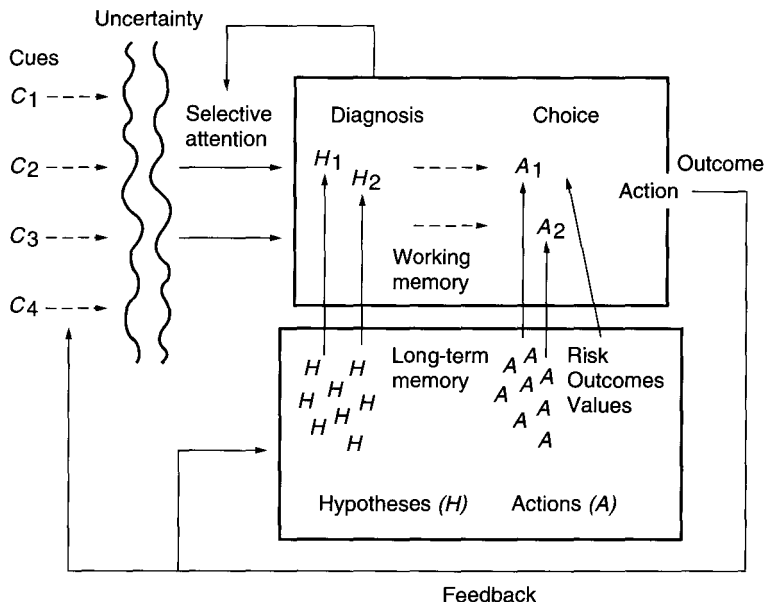 Uncertainty
Cues
C1
C2
C3
C4
Selective
attention
Diagnosis
Choice
H1
H2
A1
A2
Working
memory
Outcome
Action
H H
H
H H
H
H
H
Long-term
memory
A
A
A
A
A
A
A
A
Risk
Outcomes
Values
Hypotheses (H)
Actions (A)
Feedback